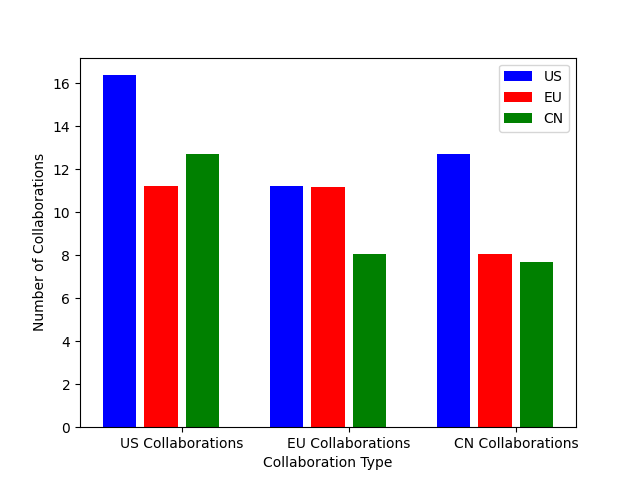 US
EU
CN
16
14
12
10
8
6
4
2
0
Number of Collaborations
US Collaborations
EU Collaborations
CN Collaborations
Collaboration Type